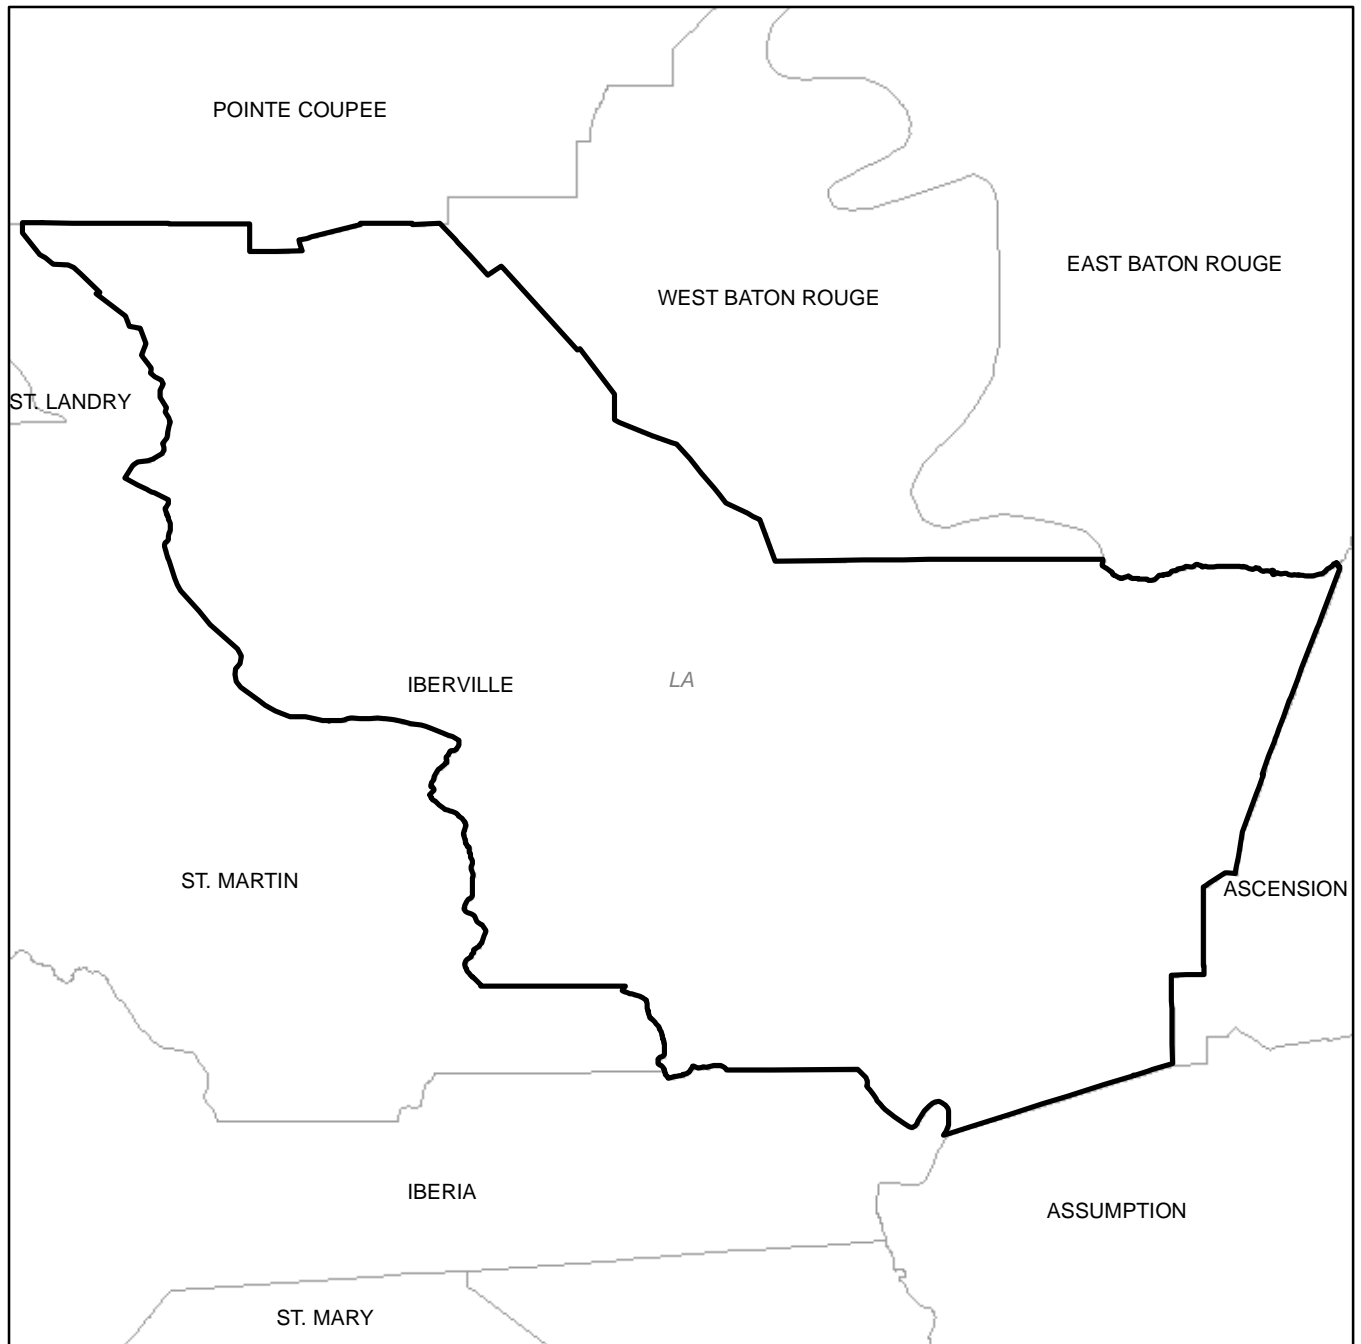 POINTE COUPEE
EAST BATON ROUGE
WEST BATON ROUGE
ST. LANDRY
LA
IBERVILLE
ST. MARTIN
ASCENSION
IBERIA
ASSUMPTION
ST. MARY